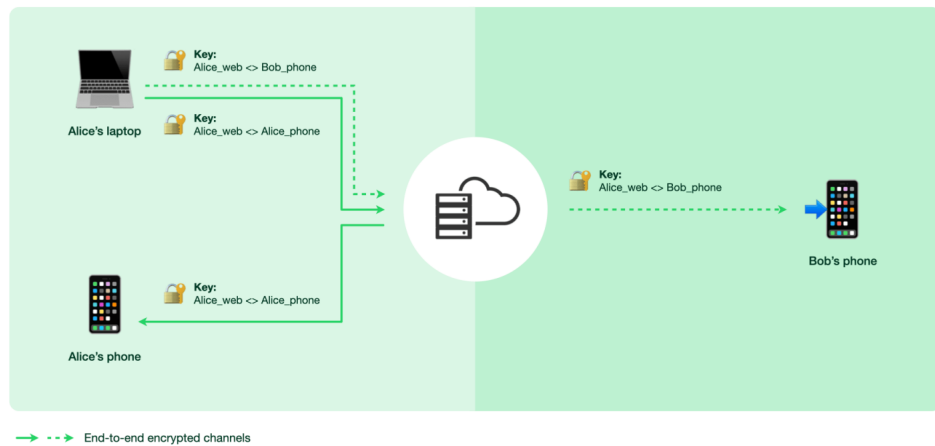 Key:
Alice_web <> Bob_phone
Alice's laptop
Key:
Alice_web <> Alice_phone
Key:
Alice_web <> Bob_phone
Bob's phone
Key:
Alice_web <> Alice_phone
Alice's phone
End-to-end encrypted channels